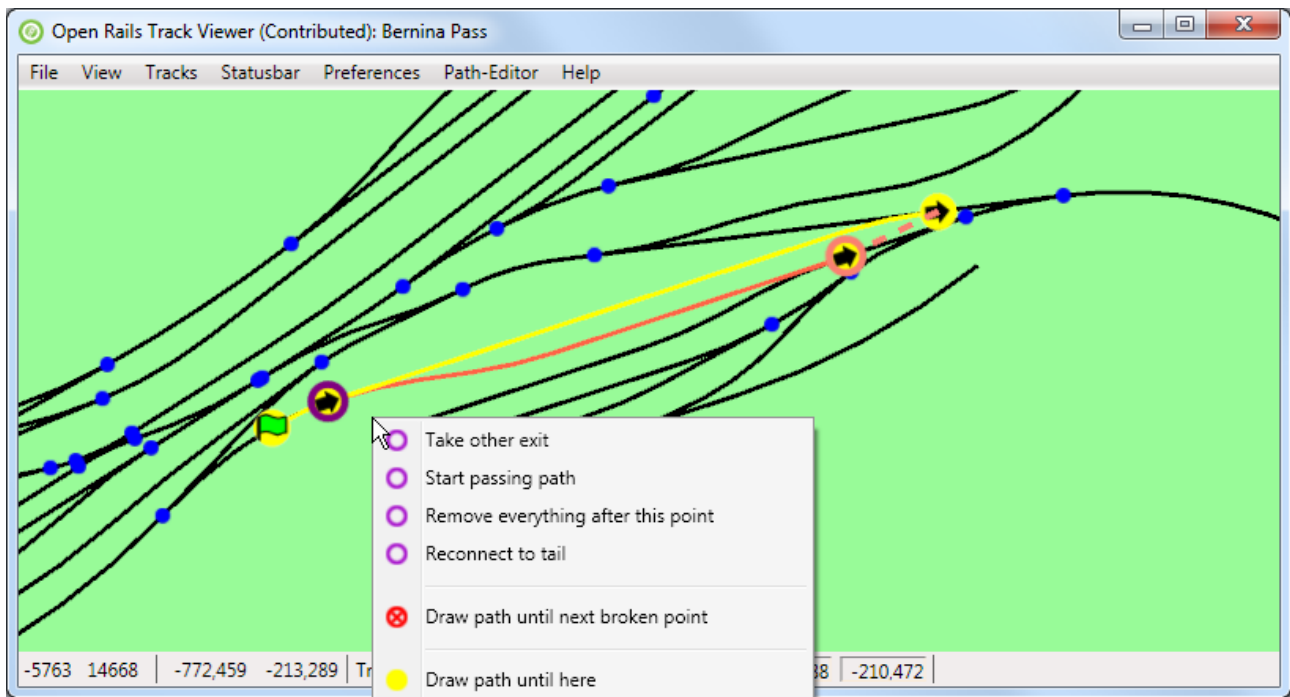 Open Rails Track Viewer (Contributed): Bernina Pass
File View Tracks Statusbar Preferences Path-Editor Help
Take other exit
Start passing path
Remove everything after this point
Reconnect to tail
Draw path until next broken point
Draw path until here
-5763 14668 -772,459 -213,289 Tr 38 -210,472